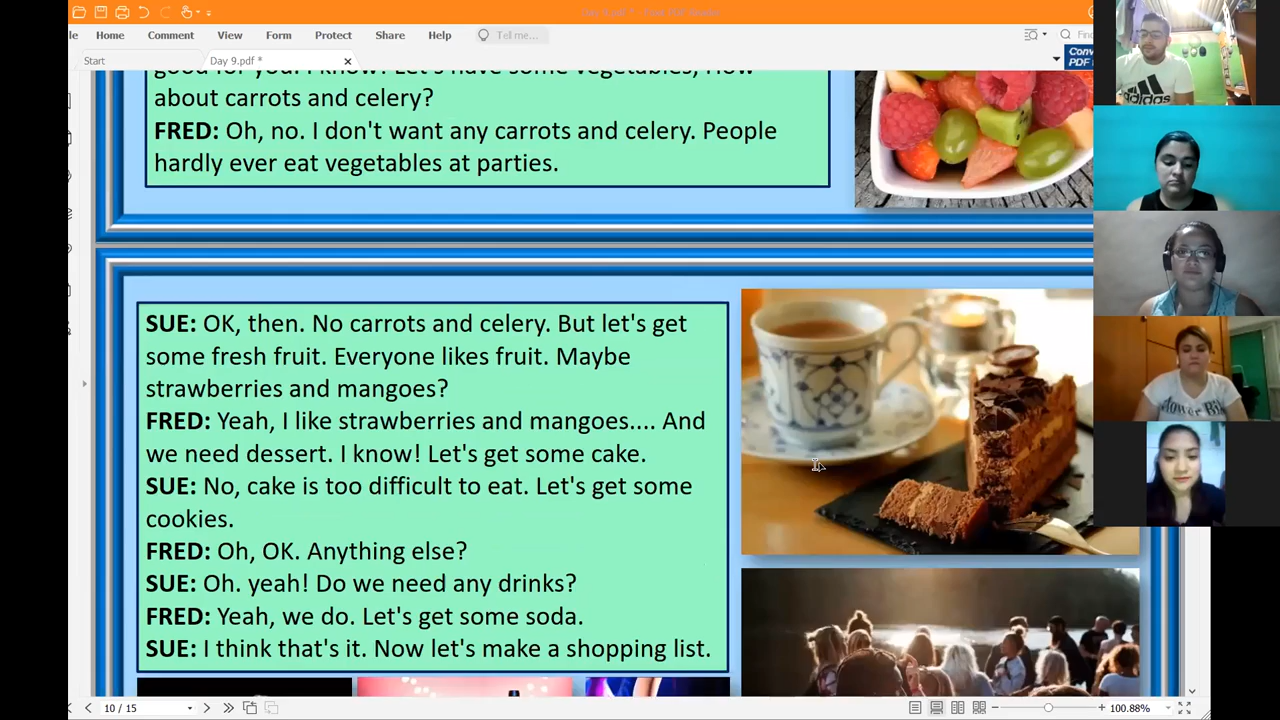 Home Comment View Form Protect Share Help Tell me...
Start Day 9.pdf *
Conv
PDF
about carrots and celery?
FRED: Oh, no. I don't want any carrots and celery. People
hardly ever eat vegetables at parties.
SUE: OK, then. No carrots and celery. But let's get
some fresh fruit. Everyone likes fruit. Maybe
strawberries and mangoes?
FRED: Yeah, I like strawberries and mangoes.... And
we need dessert. I know! Let's get some cake.
SUE: No, cake is too difficult to eat. Let's get some
cookies.
FRED: Oh, OK. Anything else?
SUE: Oh. yeah! Do we need any drinks?
FRED: Yeah, we do. Let's get some soda.
SUE: I think that's it. Now let's make a shopping list.
adidas
10 / 15 100.88%